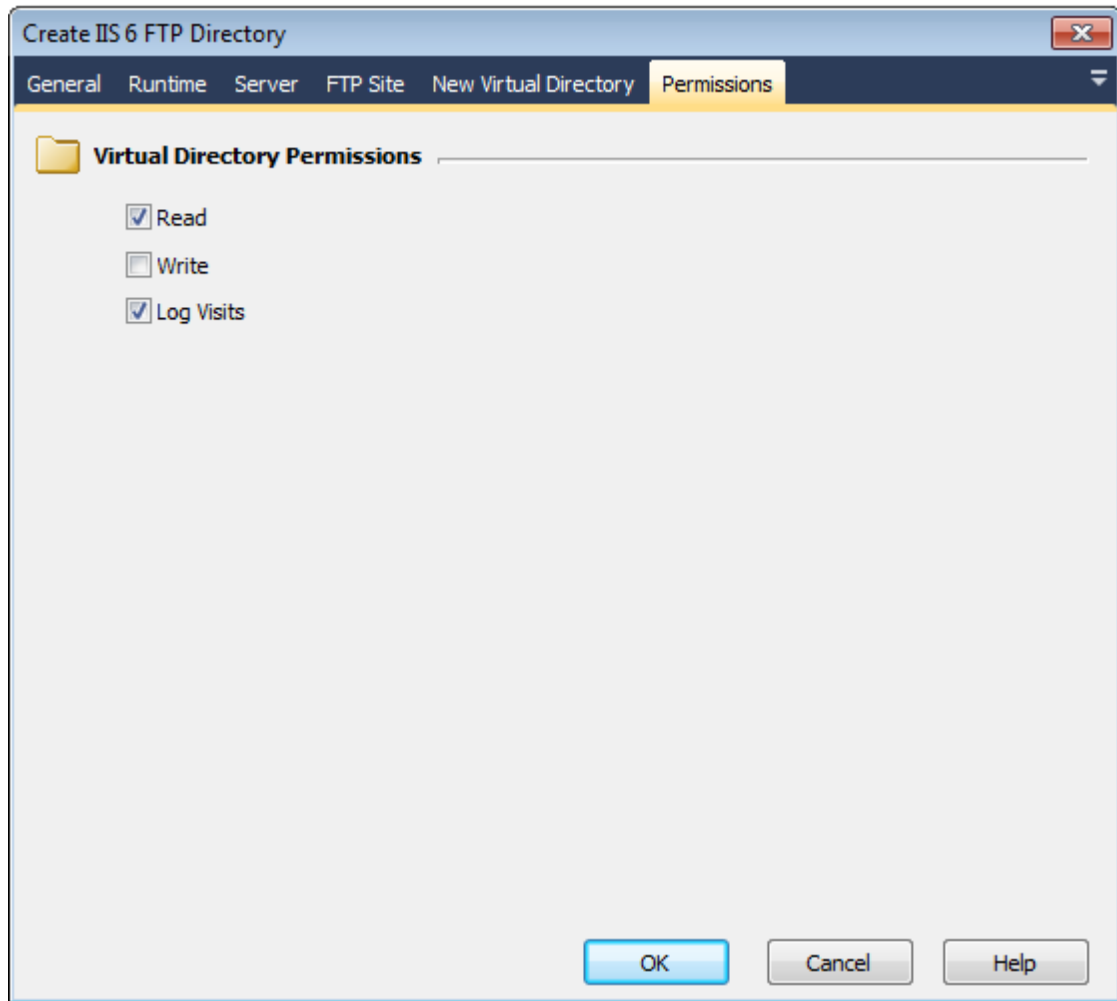 Create IIS 6 FTP Directory
General Runtime Server FTP Site New Virtual Directory Permissions
Virtual Directory Permissions
Read
Write
Log Visits
OK Cancel Help